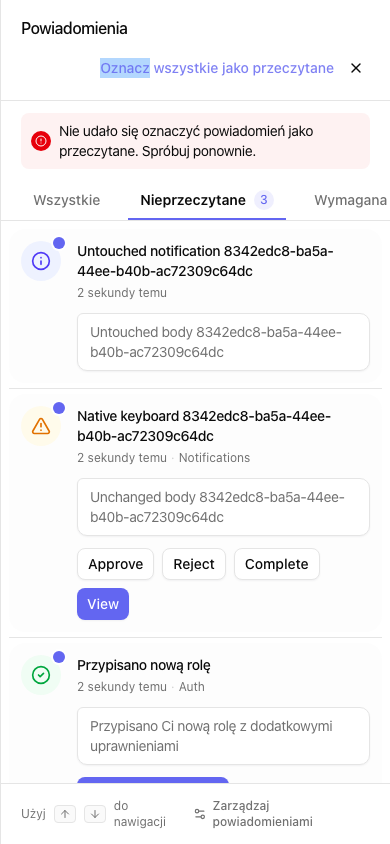 Powiadomienia
Oznacz wszystkie jako przeczytane
Nie udało się oznaczyć powiadomień jako
przeczytane. Spróbuj ponownie.
Wszystkie
Nieprzeczytane 3
Wymagana
Untouched notification 8342edc8-ba5a-
44ee-b40b-ac72309c64dc
2 sekundy temu
Untouched body 8342edc8-ba5a-44ee-
b40b-ac72309c64dc
Native keyboard 8342edc8-ba5a-44ee-
b40b-ac72309c64dc
2 sekundy temu · Notifications
Unchanged body 8342edc8-ba5a-44ee-
b40b-ac72309c64dc
Approve
Reject
Complete
View
Przypisano nową rolę
2 sekundy temu · Auth
Przypisano Ci nową rolę z dodatkowymi
uprawnieniami
Użyj ↑ ↓ do
nawigacji
Zarządzaj
powiadomieniami